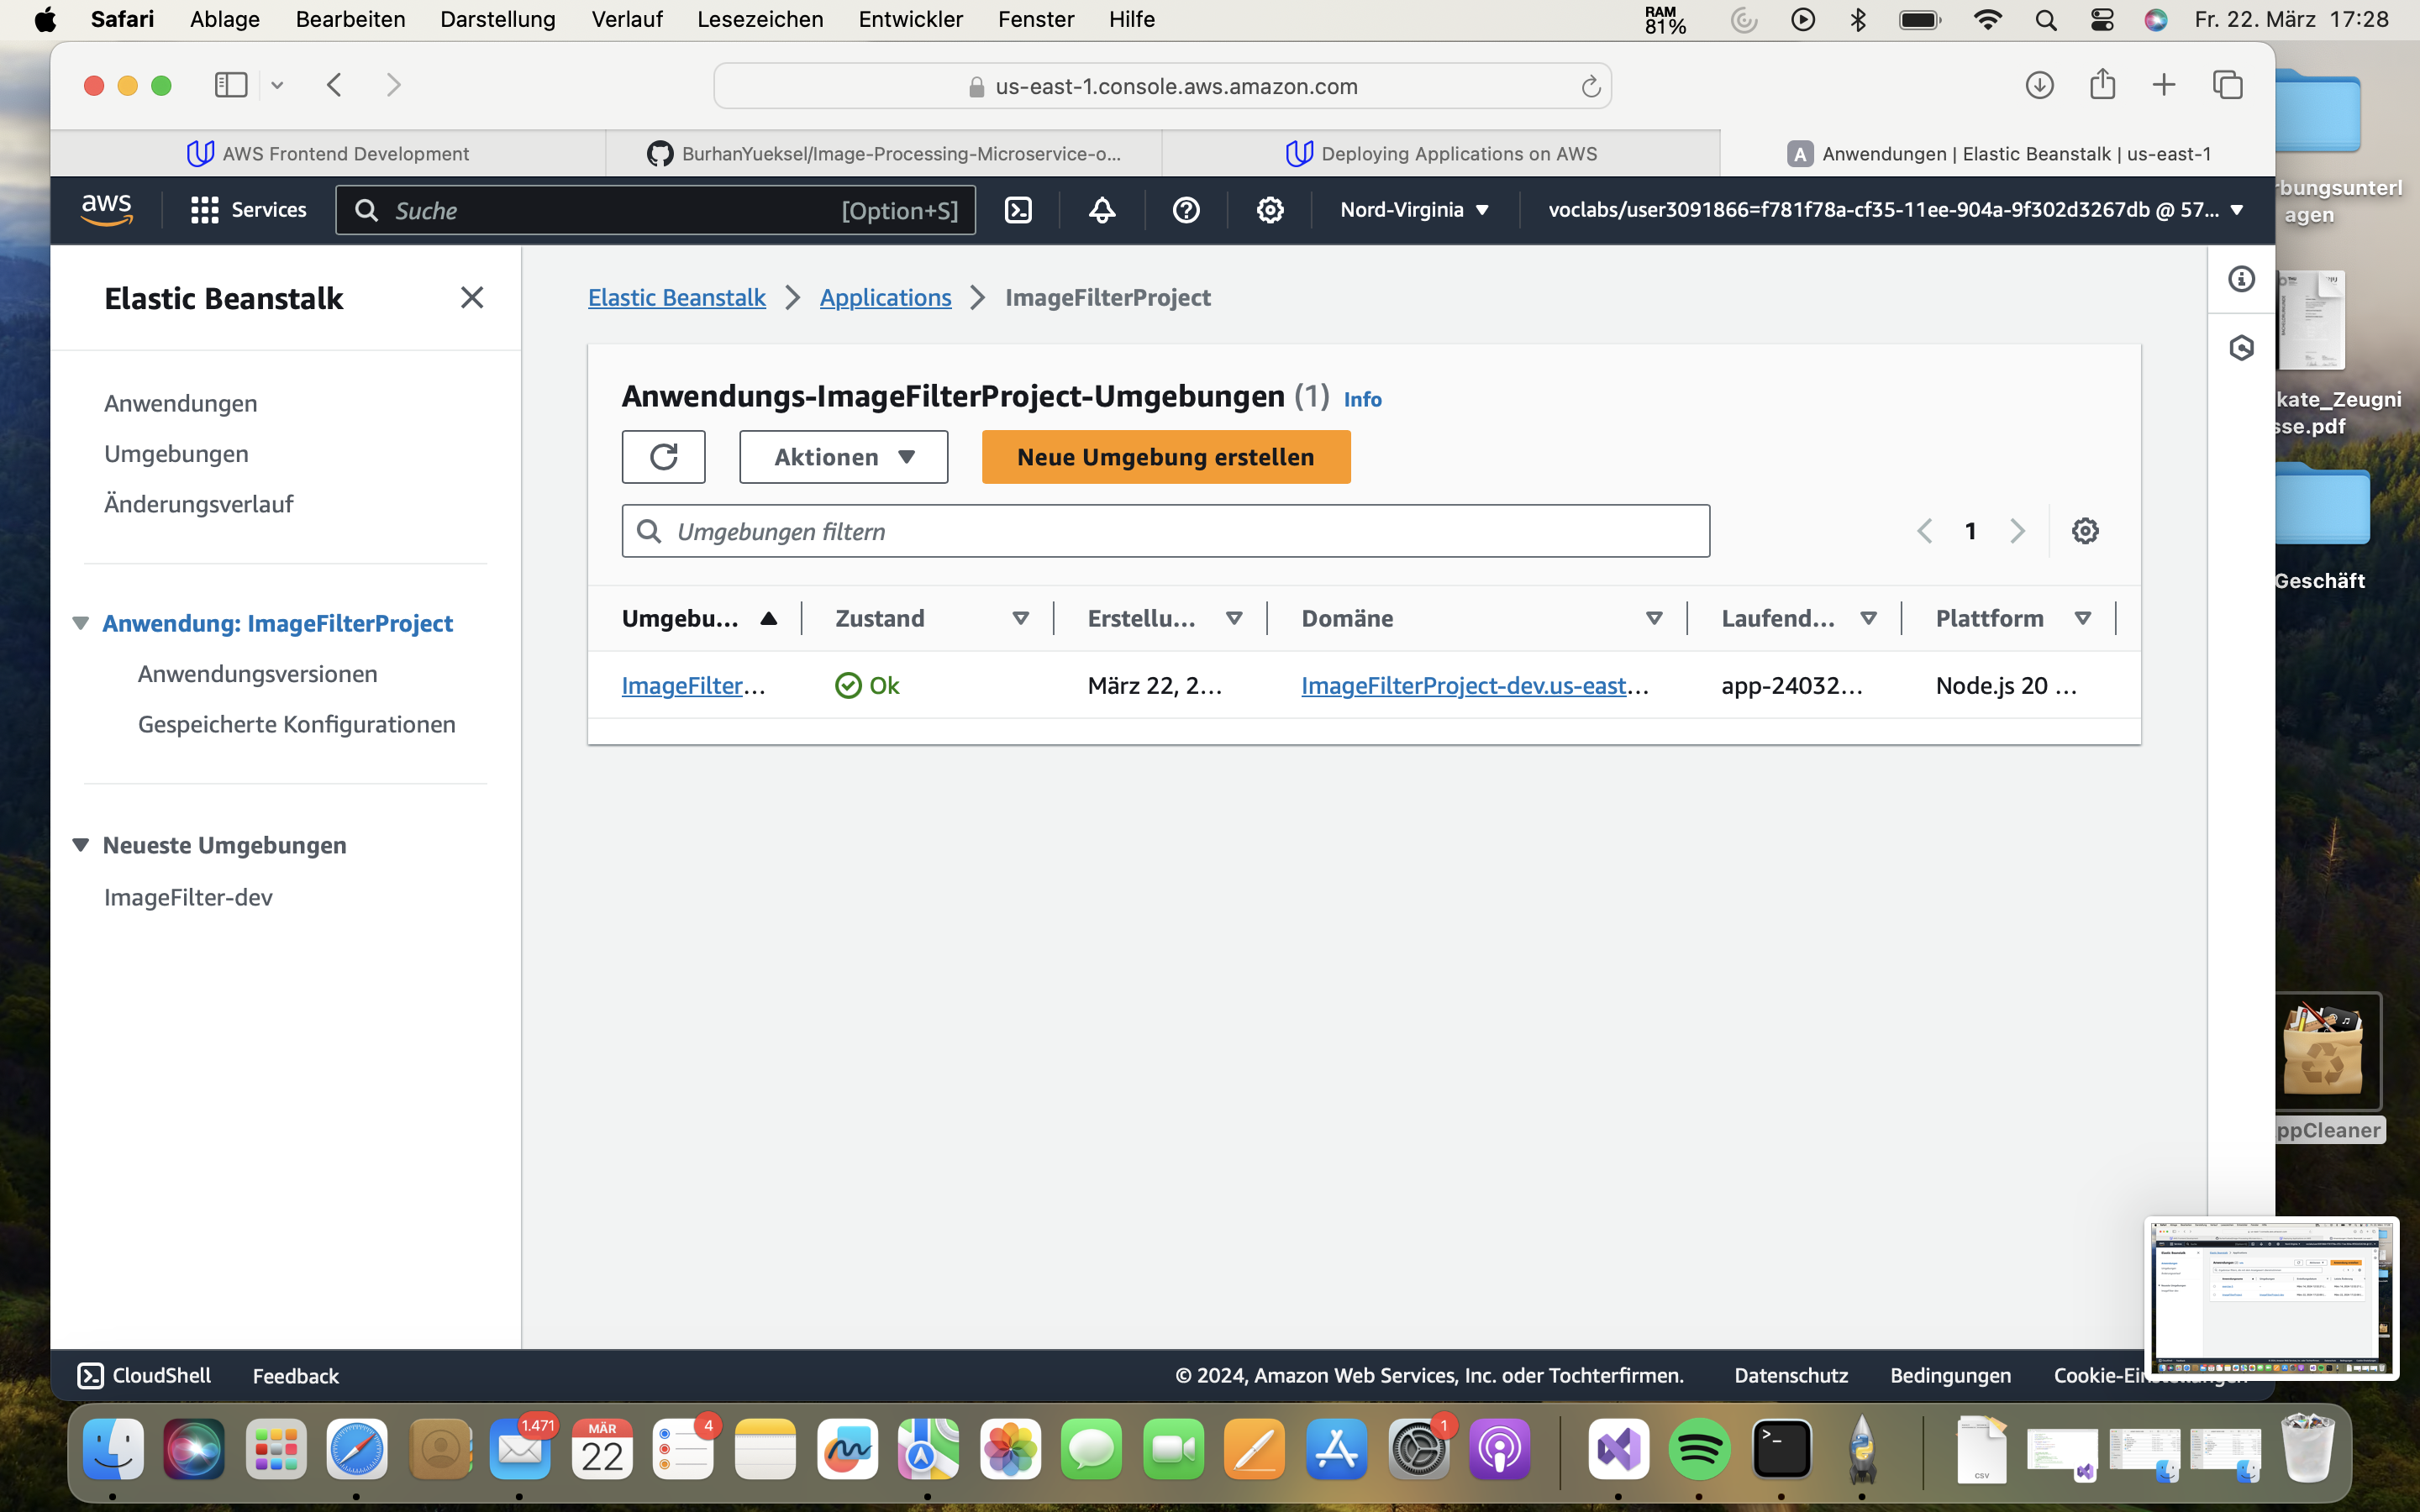 Safari Ablage Bearbeiten Darstellung Verlauf Lesezeichen Entwickler Fenster Hilfe RAM 81% Fr. 22. März 17:28
us-east-1.console.aws.amazon.com
AWS Frontend Development
BurhanYueksel/Image-Processing-Microservice-o...
Deploying Applications on AWS
A Anwendungen | Elastic Beanstalk | us-east-1
aws Services Suche [Option+S] Nord-Virginia voclabs/user3091866=f781f78a-cf35-11ee-904a-9f302d3267db @ 57...
Elastic Beanstalk
Anwendungen
Umgebungen
Änderungsverlauf
Anwendung: ImageFilterProject
Anwendungsversionen
Gespeicherte Konfigurationen
Neueste Umgebungen
ImageFilter-dev
Elastic Beanstalk Applications ImageFilterProject
Anwendungs-ImageFilterProject-Umgebungen (1) Info
Aktionen Neue Umgebung erstellen
Umgebungen filtern 1
Umgebu... Zustand Erstellu... Domäne Laufend... Plattform
ImageFilter... Ok März 22, 2... ImageFilterProject-dev.us-east... app-24032... Node.js 20 ...
rbungsunterl
agen
kate_Zeugni
sse.pdf
Geschäft
ppCleaner
CloudShell Feedback © 2024, Amazon Web Services, Inc. oder Tochterfirmen. Datenschutz Bedingungen Cookie-Einstellungen
1.471 MÄR 22 4 1 CSV